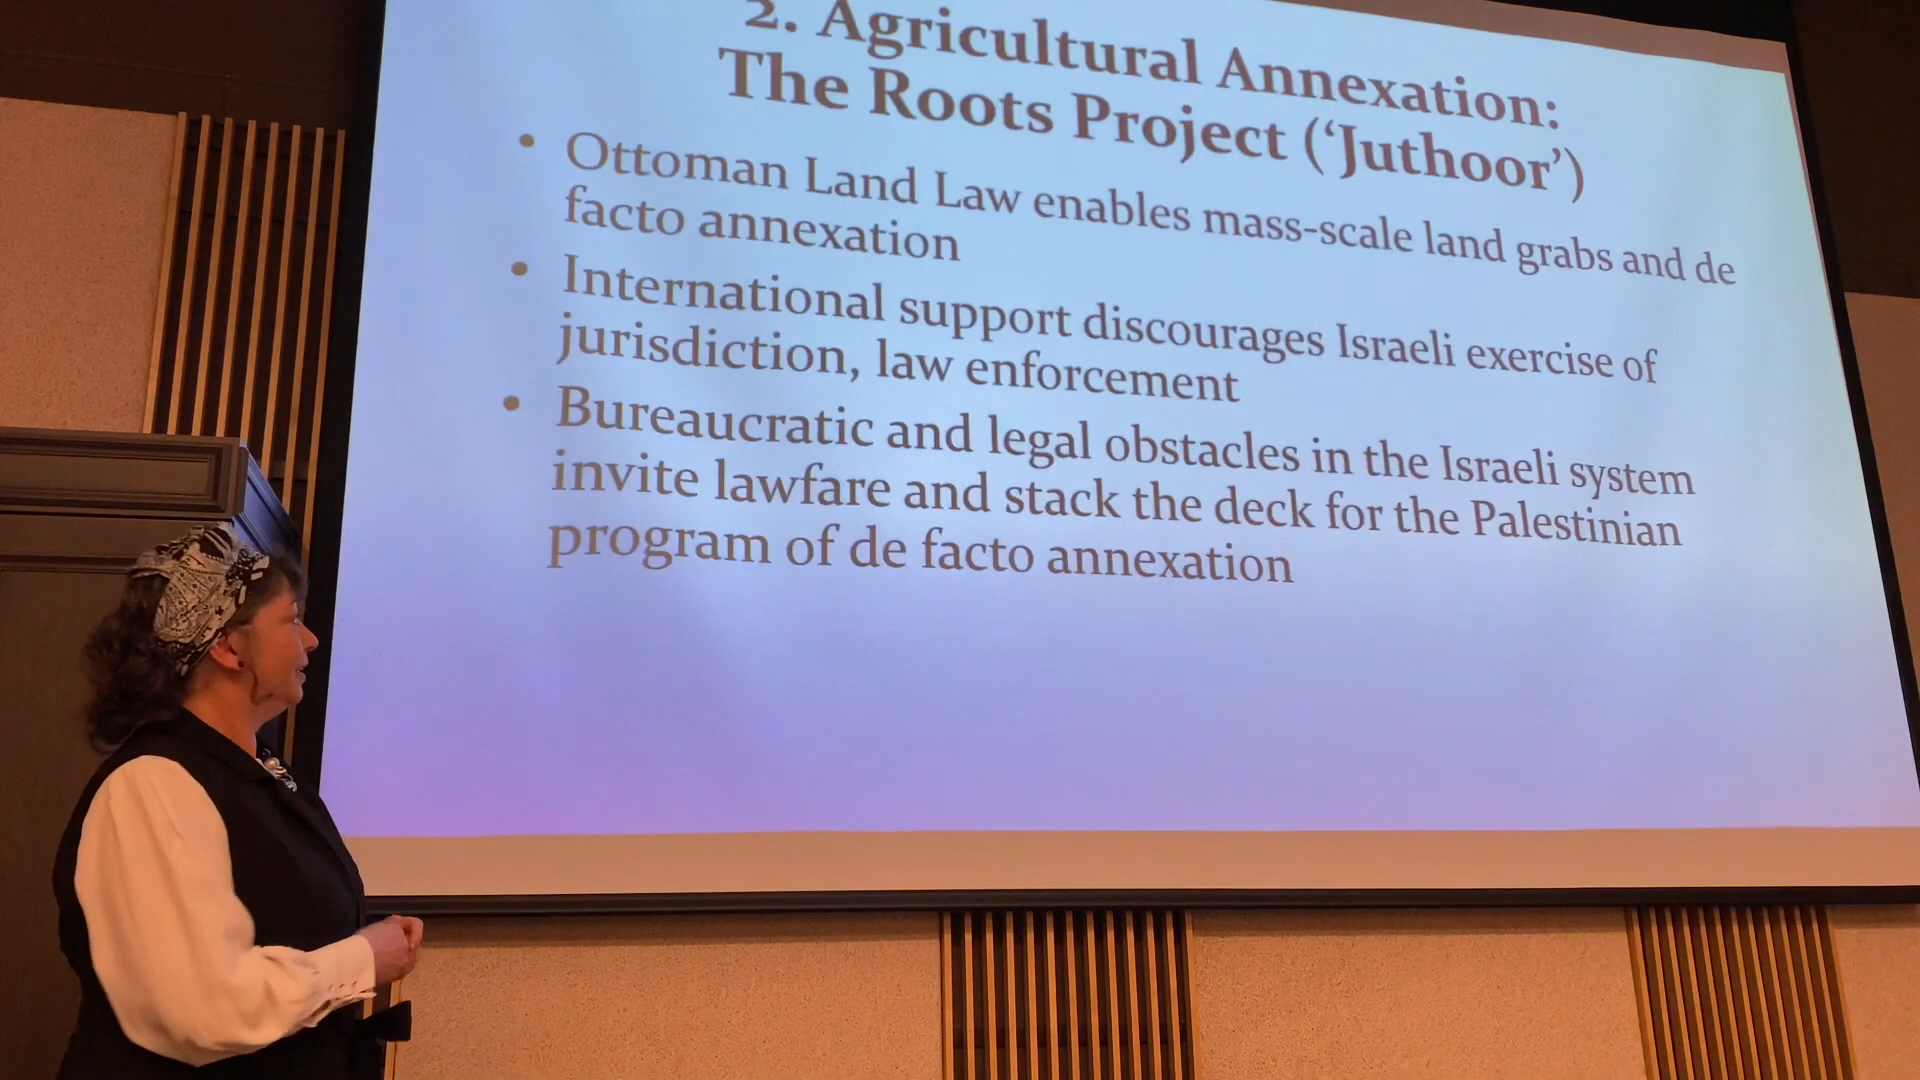 2. Agricultural Annexation:
The Roots Project (‘Juthoor’)
• Ottoman Land Law enables mass-scale land grabs and de
facto annexation
• International support discourages Israeli exercise of
jurisdiction, law enforcement
• Bureaucratic and legal obstacles in the Israeli system
invite lawfare and stack the deck for the Palestinian
program of de facto annexation